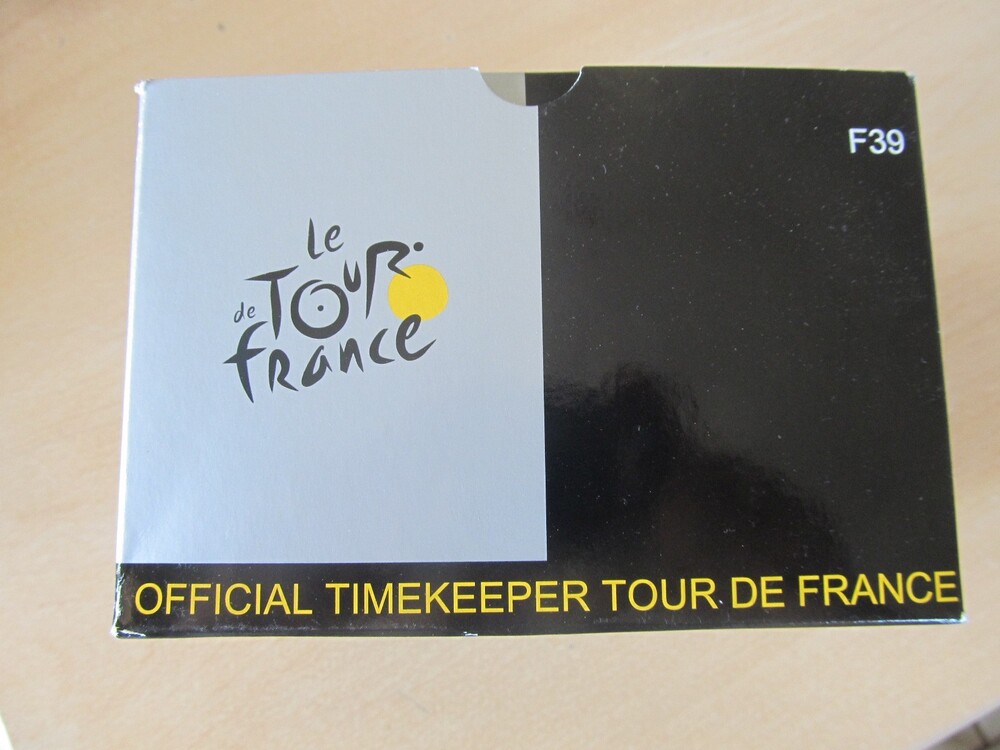 F39
Le
de TOUR
france
OFFICIAL TIMEKEEPER TOUR DE FRANCE